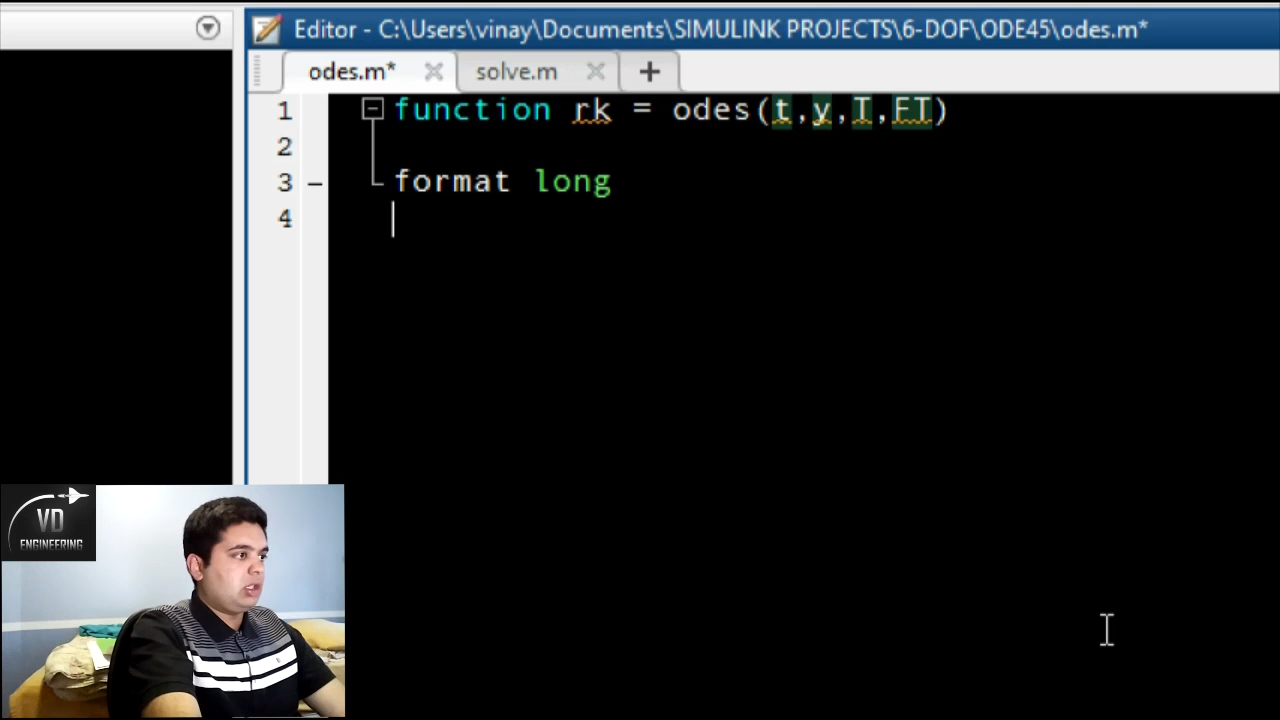 Editor - C:\Users\vinay\Documents\SIMULINK PROJECTS\6-DOF\ODE45\odes.m*
odes.m* solve.m +
1 function rk = odes(t,y,T,FT)
2
3 format long
4
VD
ENGINEERING